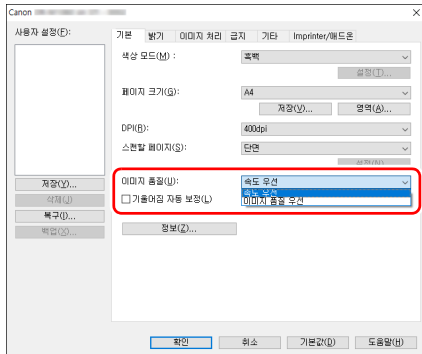 Canon
사용자 설정(F):
저장(Y)...
삭제(J)
복구(I)...
백업(X)...
기본 밝기 이미지 처리 급지 기타 Imprinter/애드온
색상 모드(M) : 흑백
설정(T)...
페이지 크기(G): A4
저장(V)... 영역(A)...
DPI(R): 400dpi
스캔할 페이지(S): 단면
설정(N)
이미지 품질(U): 속도 우선
속도 우선
이미지 품질 우선
기울어짐 자동 보정(L)
정보(Z)...
확인 취소 기본값(D) 도움말(H)